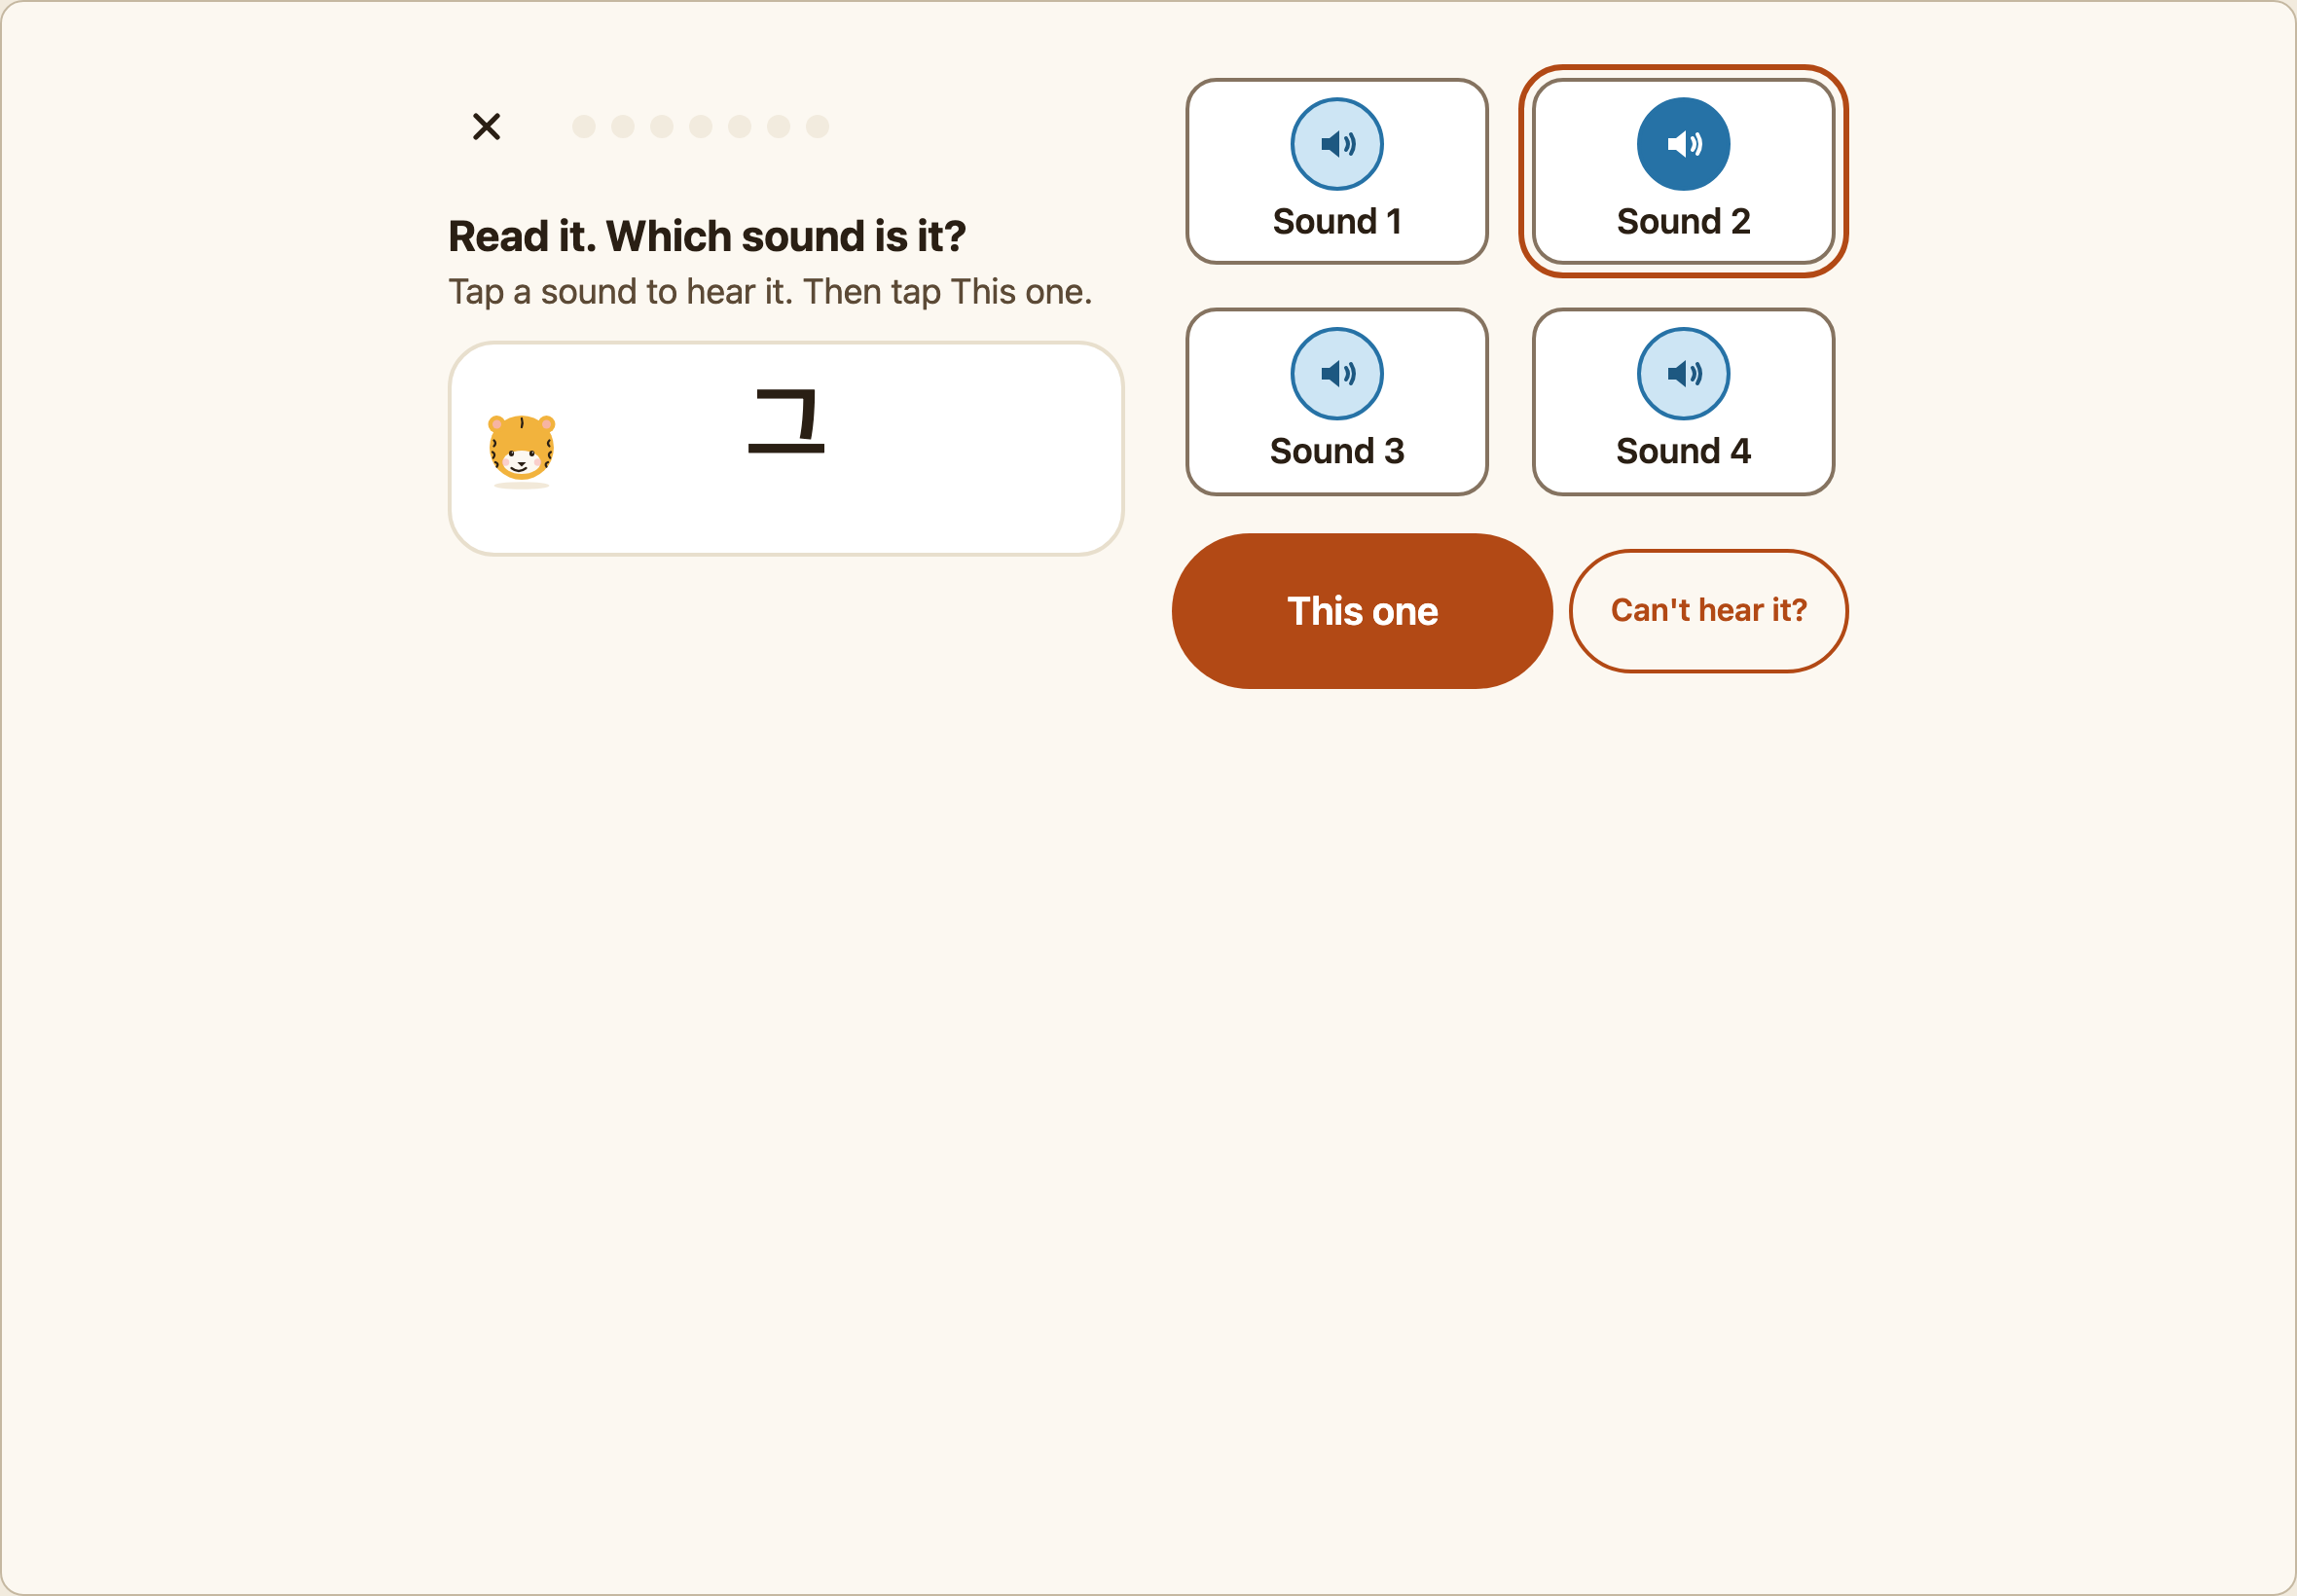 Read it. Which sound is it?
Tap a sound to hear it. Then tap This one.
그
Sound 1
Sound 2
Sound 3
Sound 4
This one
Can't hear it?